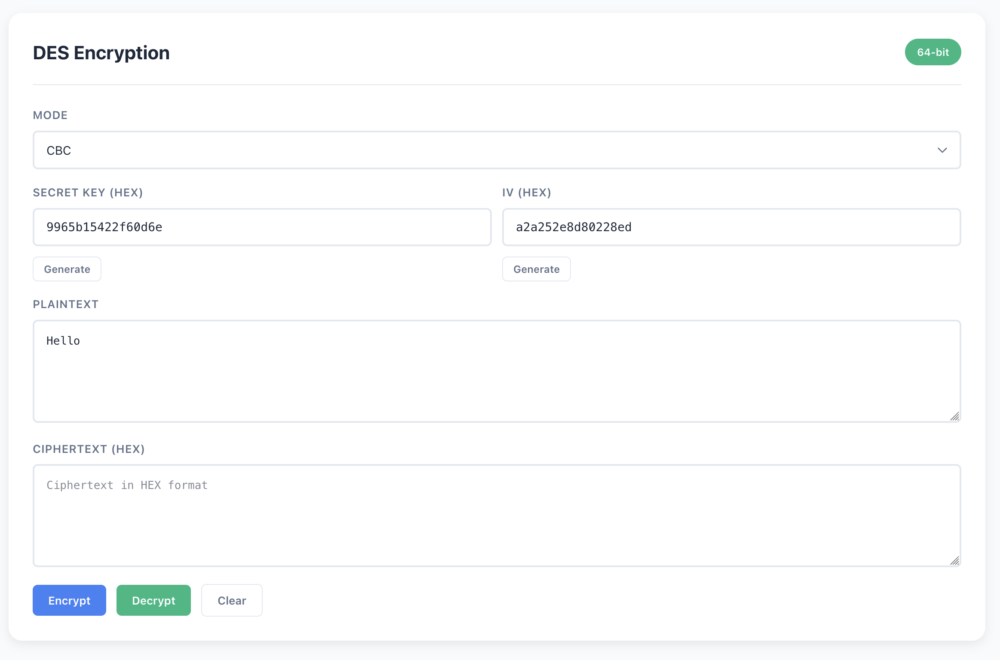 DES Encryption
64-bit
MODE
CBC
SECRET KEY (HEX)
IV (HEX)
9965b15422f60d6e
a2a252e8d80228ed
Generate
Generate
PLAINTEXT
Hello
CIPHERTEXT (HEX)
Ciphertext in HEX format
Encrypt
Decrypt
Clear